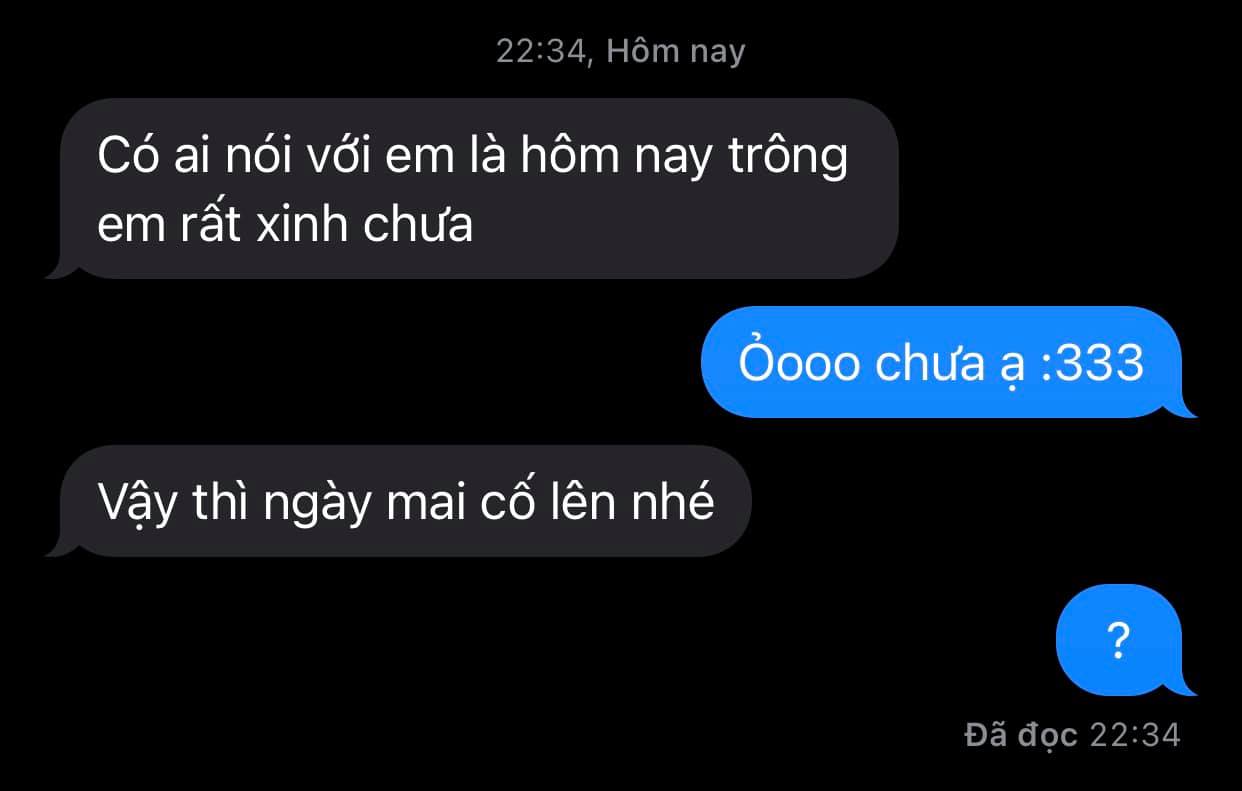 22:34, Hôm nay
Có ai nói với em là hôm nay trông
em rất xinh chưa
Ỏooo chưa ạ :333
Vậy thì ngày mai cố lên nhé
?
Đã đọc 22:34